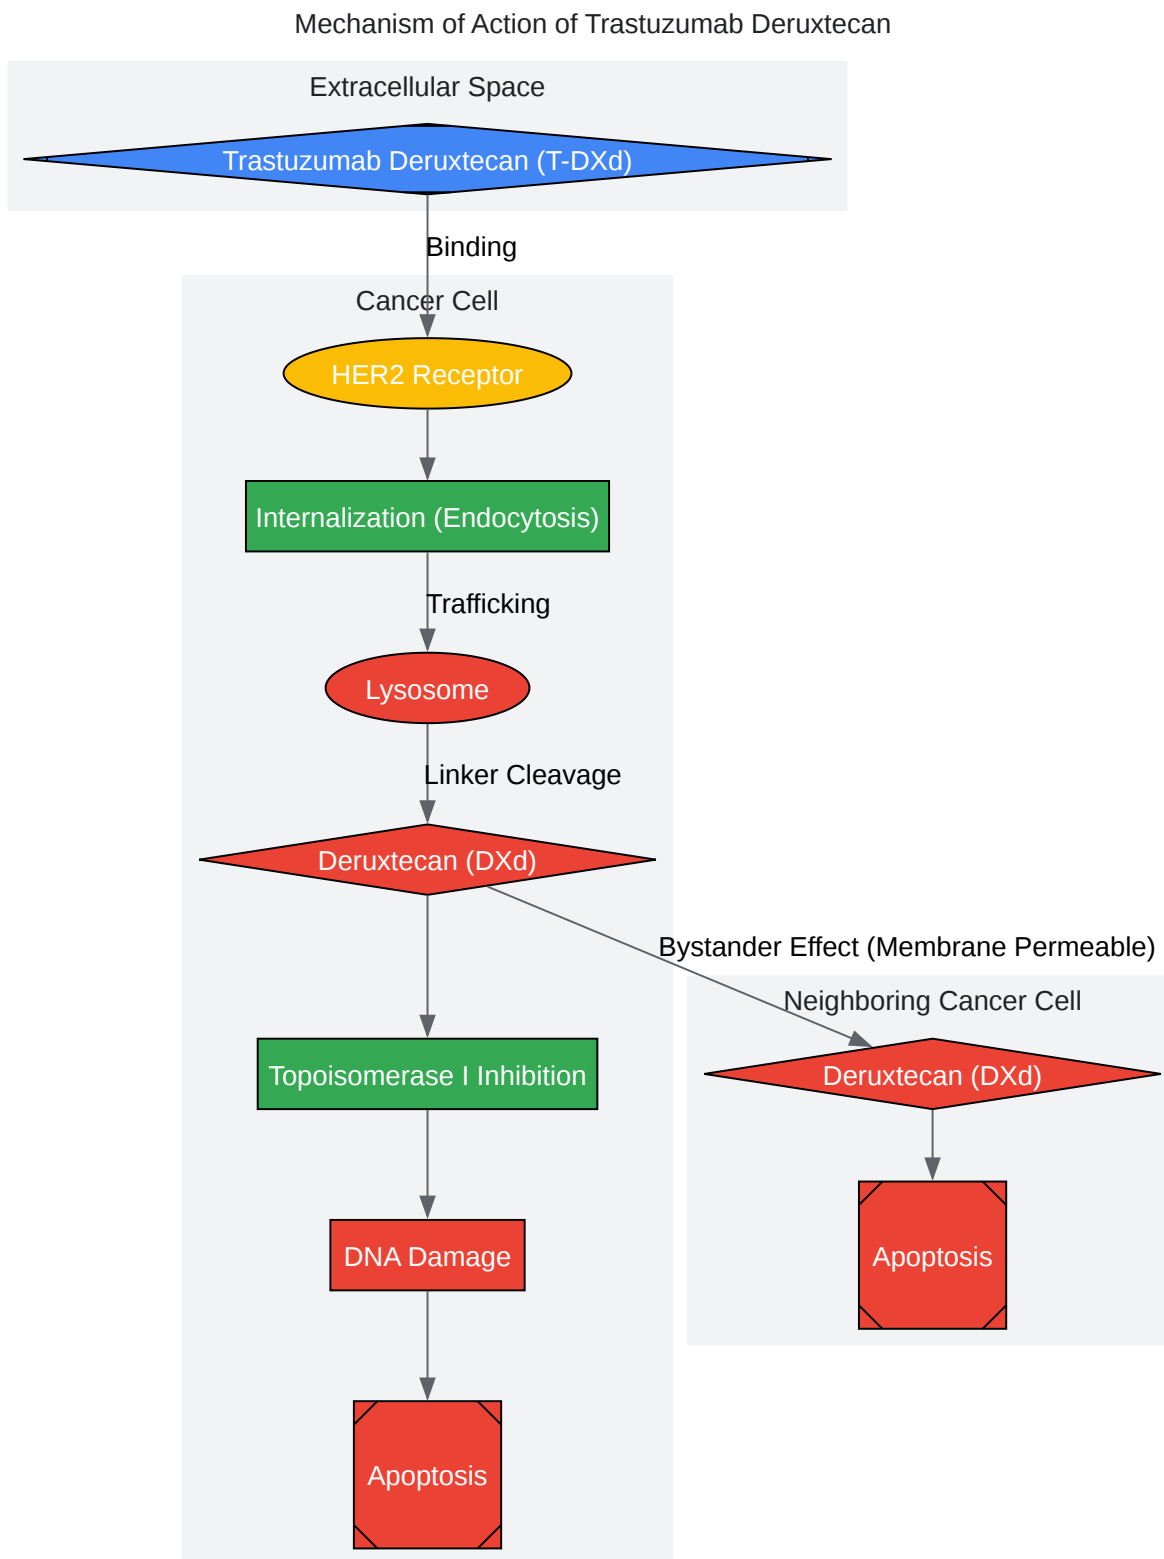 Mechanism of Action of Trastuzumab Deruxtecan
Extracellular Space
Trastuzumab Deruxtecan (T-DXd)
Binding
Cancer Cell
HER2 Receptor
Internalization (Endocytosis)
Trafficking
Lysosome
Linker Cleavage
Deruxtecan (DXd)
Bystander Effect (Membrane Permeable)
Neighboring Cancer Cell
Topoisomerase I Inhibition
Deruxtecan (DXd)
DNA Damage
Apoptosis
Apoptosis